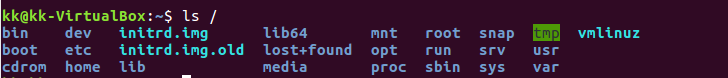 kk@kk-VirtualBox:~$ ls /
bin dev initrd.img lib64 mnt root snap tmp vmlinuz
boot etc initrd.img.old lost+found opt run srv usr
cdrom home lib media proc sbin sys var